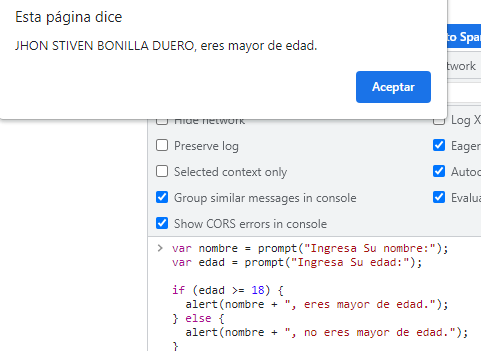 Esta página dice
JHON STIVEN BONILLA DUERO, eres mayor de edad.
Aceptar
to Spa
twork
Hide network
Log X
Preserve log
Eager
Selected context only
Autoc
Group similar messages in console
Evalua
Show CORS errors in console
> var nombre = prompt("Ingresa Su nombre:");
var edad = prompt("Ingresa Su edad:");
if (edad >= 18) {
alert(nombre + ", eres mayor de edad.");
} else {
alert(nombre + ", no eres mayor de edad.");
}